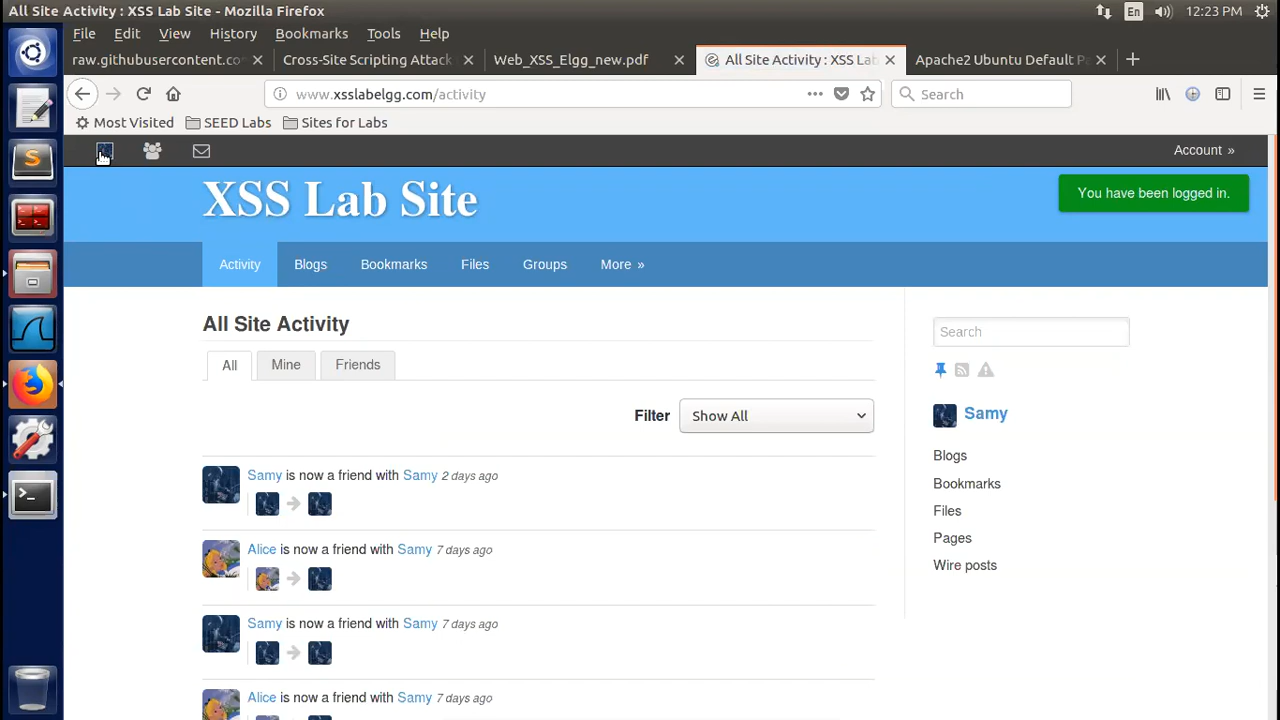 All Site Activity : XSS Lab Site - Mozilla Firefox
En
12:23 PM
File Edit View History Bookmarks Tools Help
raw.githubusercontent.co
Cross-Site Scripting Attack
Web_XSS_Elgg_new.pdf
All Site Activity : XSS Lab
Apache2 Ubuntu Default
www.xsslabelgg.com/activity
Search
Most Visited
SEED Labs
Sites for Labs
Account »
XSS Lab Site
You have been logged in.
Activity Blogs Bookmarks Files Groups More »
All Site Activity
All Mine Friends
Filter Show All
Samy is now a friend with Samy 2 days ago
Alice is now a friend with Samy 7 days ago
Samy is now a friend with Samy 7 days ago
Alice is now a friend with Samy 7 days ago
Search
Samy
Blogs
Bookmarks
Files
Pages
Wire posts